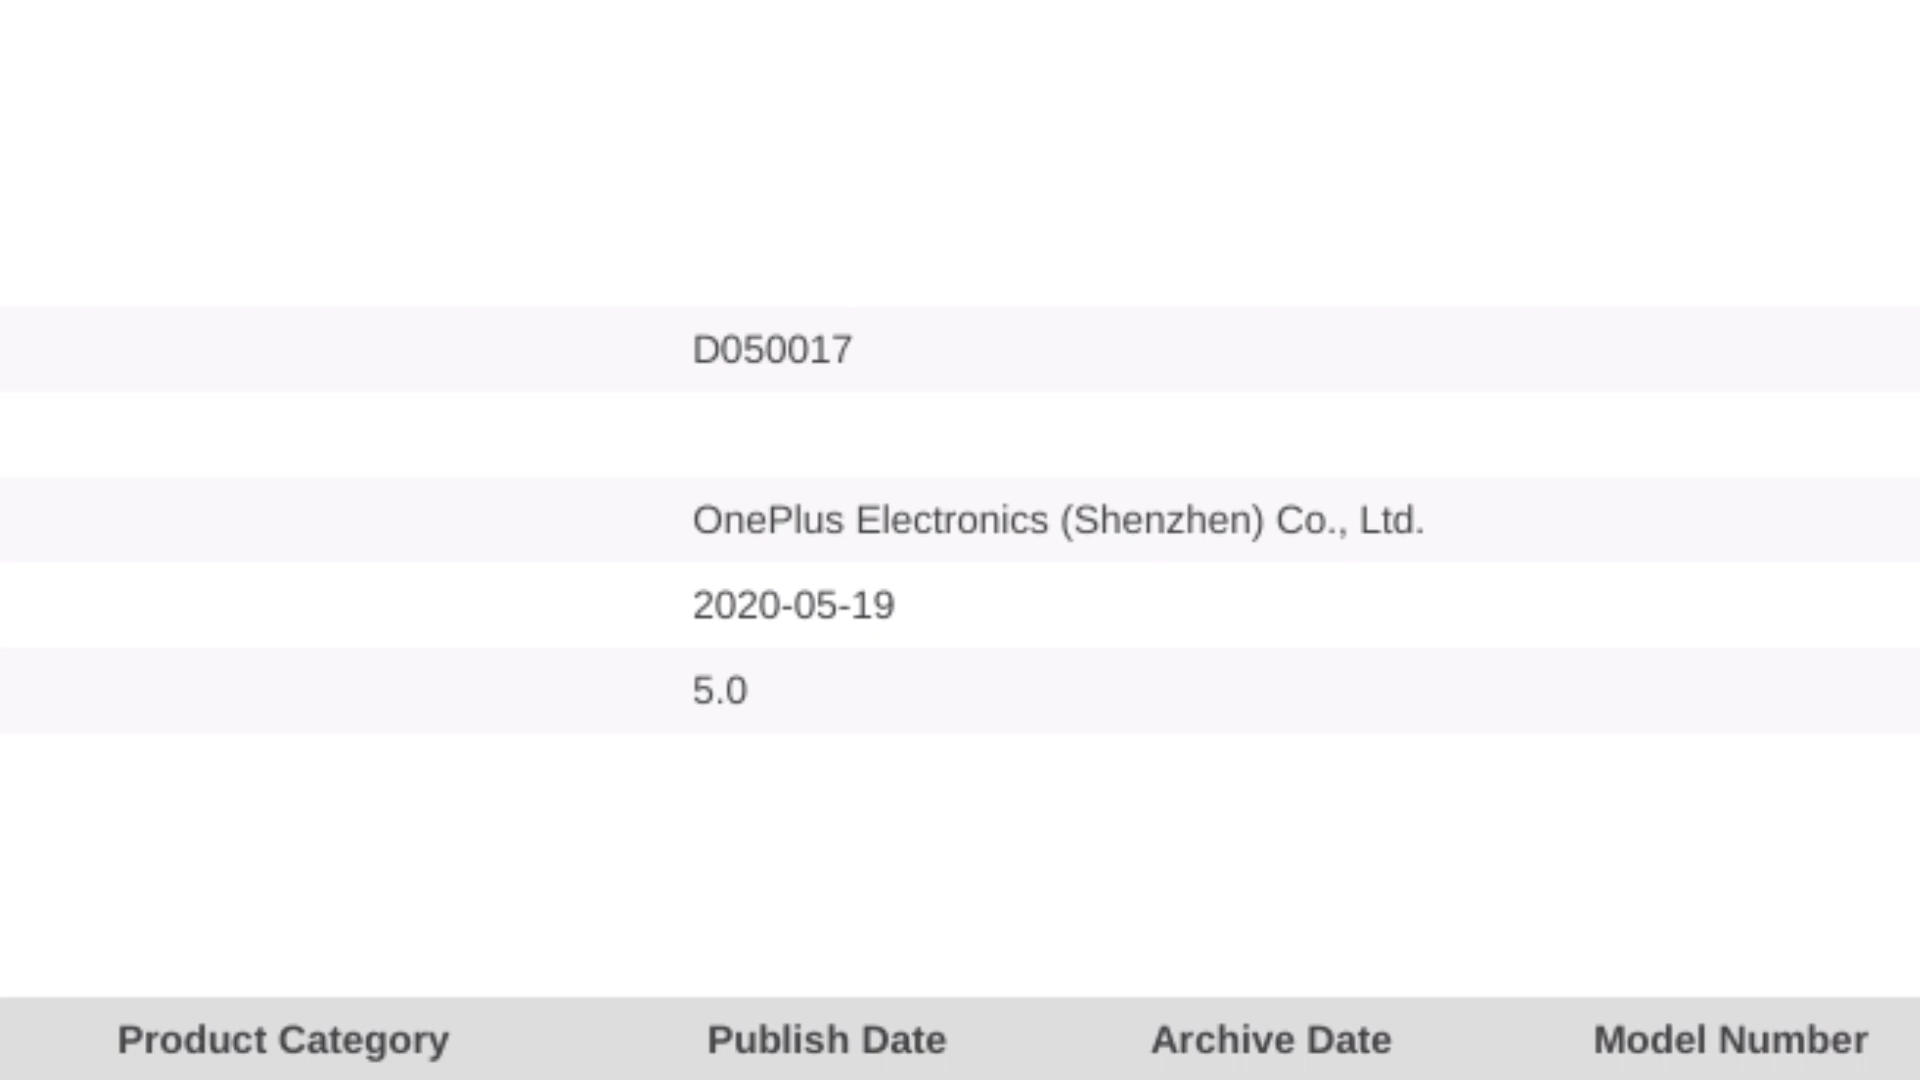 D050017
OnePlus Electronics (Shenzhen) Co., Ltd.
2020-05-19
5.0
Product Category Publish Date Archive Date Model Number